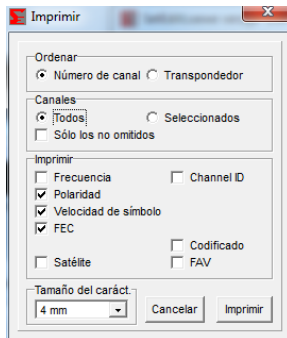 Imprimir
Ordenar
Número de canal Transpondedor
Canales
Todos Seleccionados
Sólo los no omitidos
Imprimir
Frecuencia Channel ID
Polaridad
Velocidad de símbolo
FEC
Codificado
Satélite FAV
Tamaño del caráct.
4 mm Cancelar Imprimir